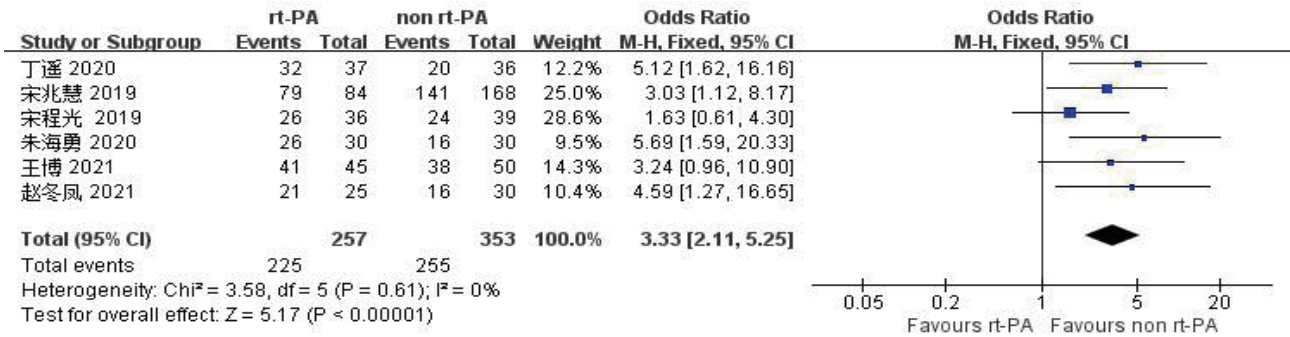 rt-PA non rt-PA Odds Ratio Odds Ratio
Study or Subgroup Events Total Events Total Weight M-H, Fixed, 95% CI M-H, Fixed, 95% CI
丁遥 2020 32 37 20 36 12.2% 5.12 [1.62, 16.16]
宋兆慧 2019 79 84 141 168 25.0% 3.03 [1.12, 8.17]
宋程光 2019 26 36 24 39 28.6% 1.63 [0.61, 4.30]
朱海勇 2020 26 30 16 30 9.5% 5.69 [1.59, 20.33]
王博 2021 41 45 38 50 14.3% 3.24 [0.96, 10.90]
赵冬凤 2021 21 25 16 30 10.4% 4.59 [1.27, 16.65]
Total (95% CI) 257 353 100.0% 3.33 [2.11, 5.25]
Total events 225 255
Heterogeneity: Chi² = 3.58, df = 5 (P = 0.61); I² = 0%
Test for overall effect: Z = 5.17 (P < 0.00001)
0.05 0.2 1 5 20
Favours rt-PA Favours non rt-PA